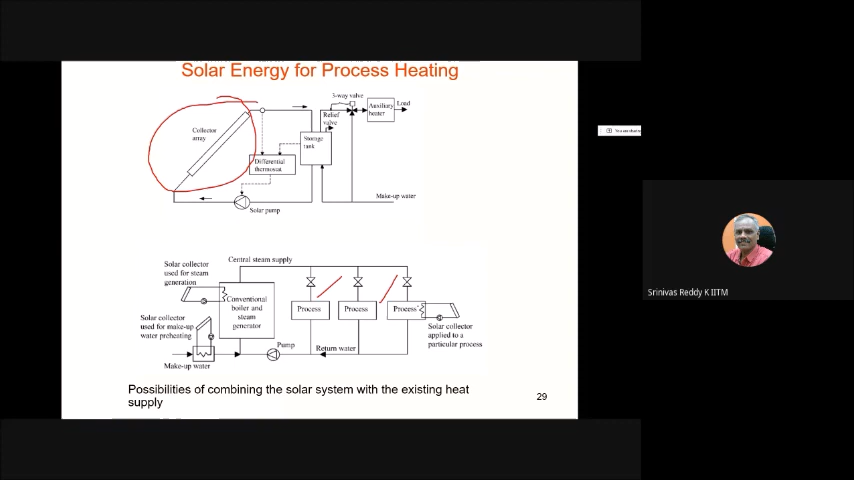 Solar Energy for Process Heating
3-way valve
Auxiliary
heater
Load
Relief
valve
Collector
array
Storage
tank
Differential
thermostat
Make-up water
Solar pump
Central steam supply
Solar collector
used for steam
generation
Conventional
boiler and
steam
generator
Process
Process
Process
Solar collector
used for make-up
water preheating
Solar collector
applied to a
particular process
Pump
Return water
Make-up water
Possibilities of combining the solar system with the existing heat
supply
29
Srinivas Reddy K IITM